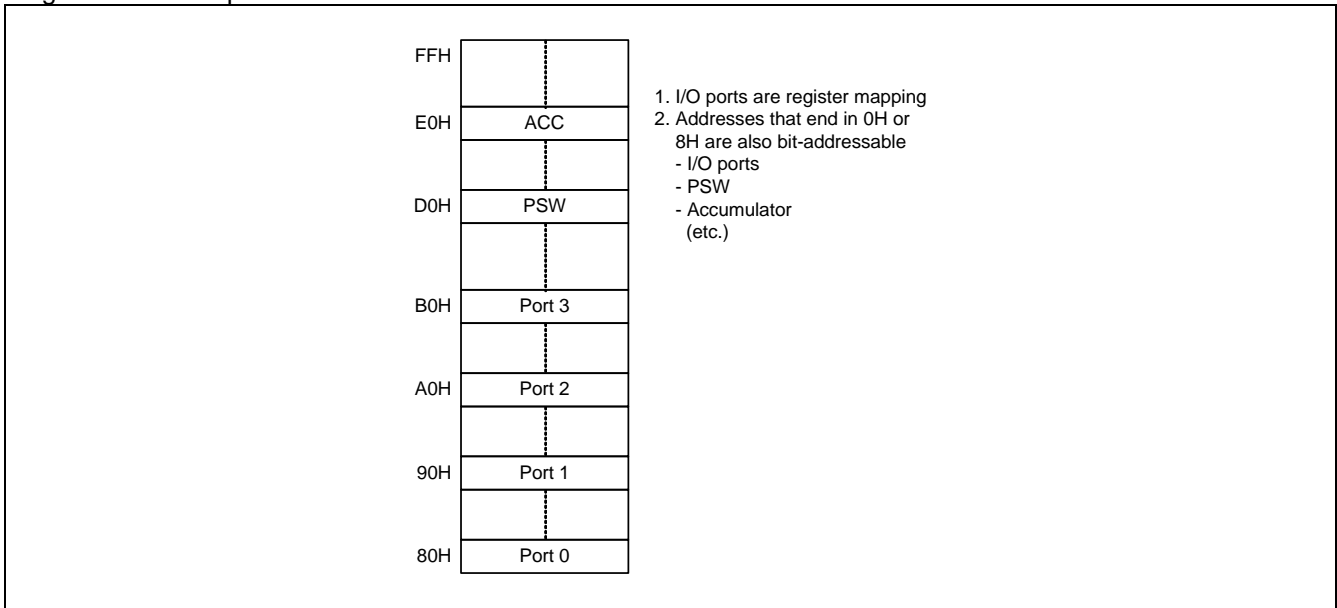 FFH
E0H ACC
D0H PSW
B0H Port 3
A0H Port 2
90H Port 1
80H Port 0
1. I/O ports are register mapping
2. Addresses that end in 0H or
8H are also bit-addressable
- I/O ports
- PSW
- Accumulator
(etc.)